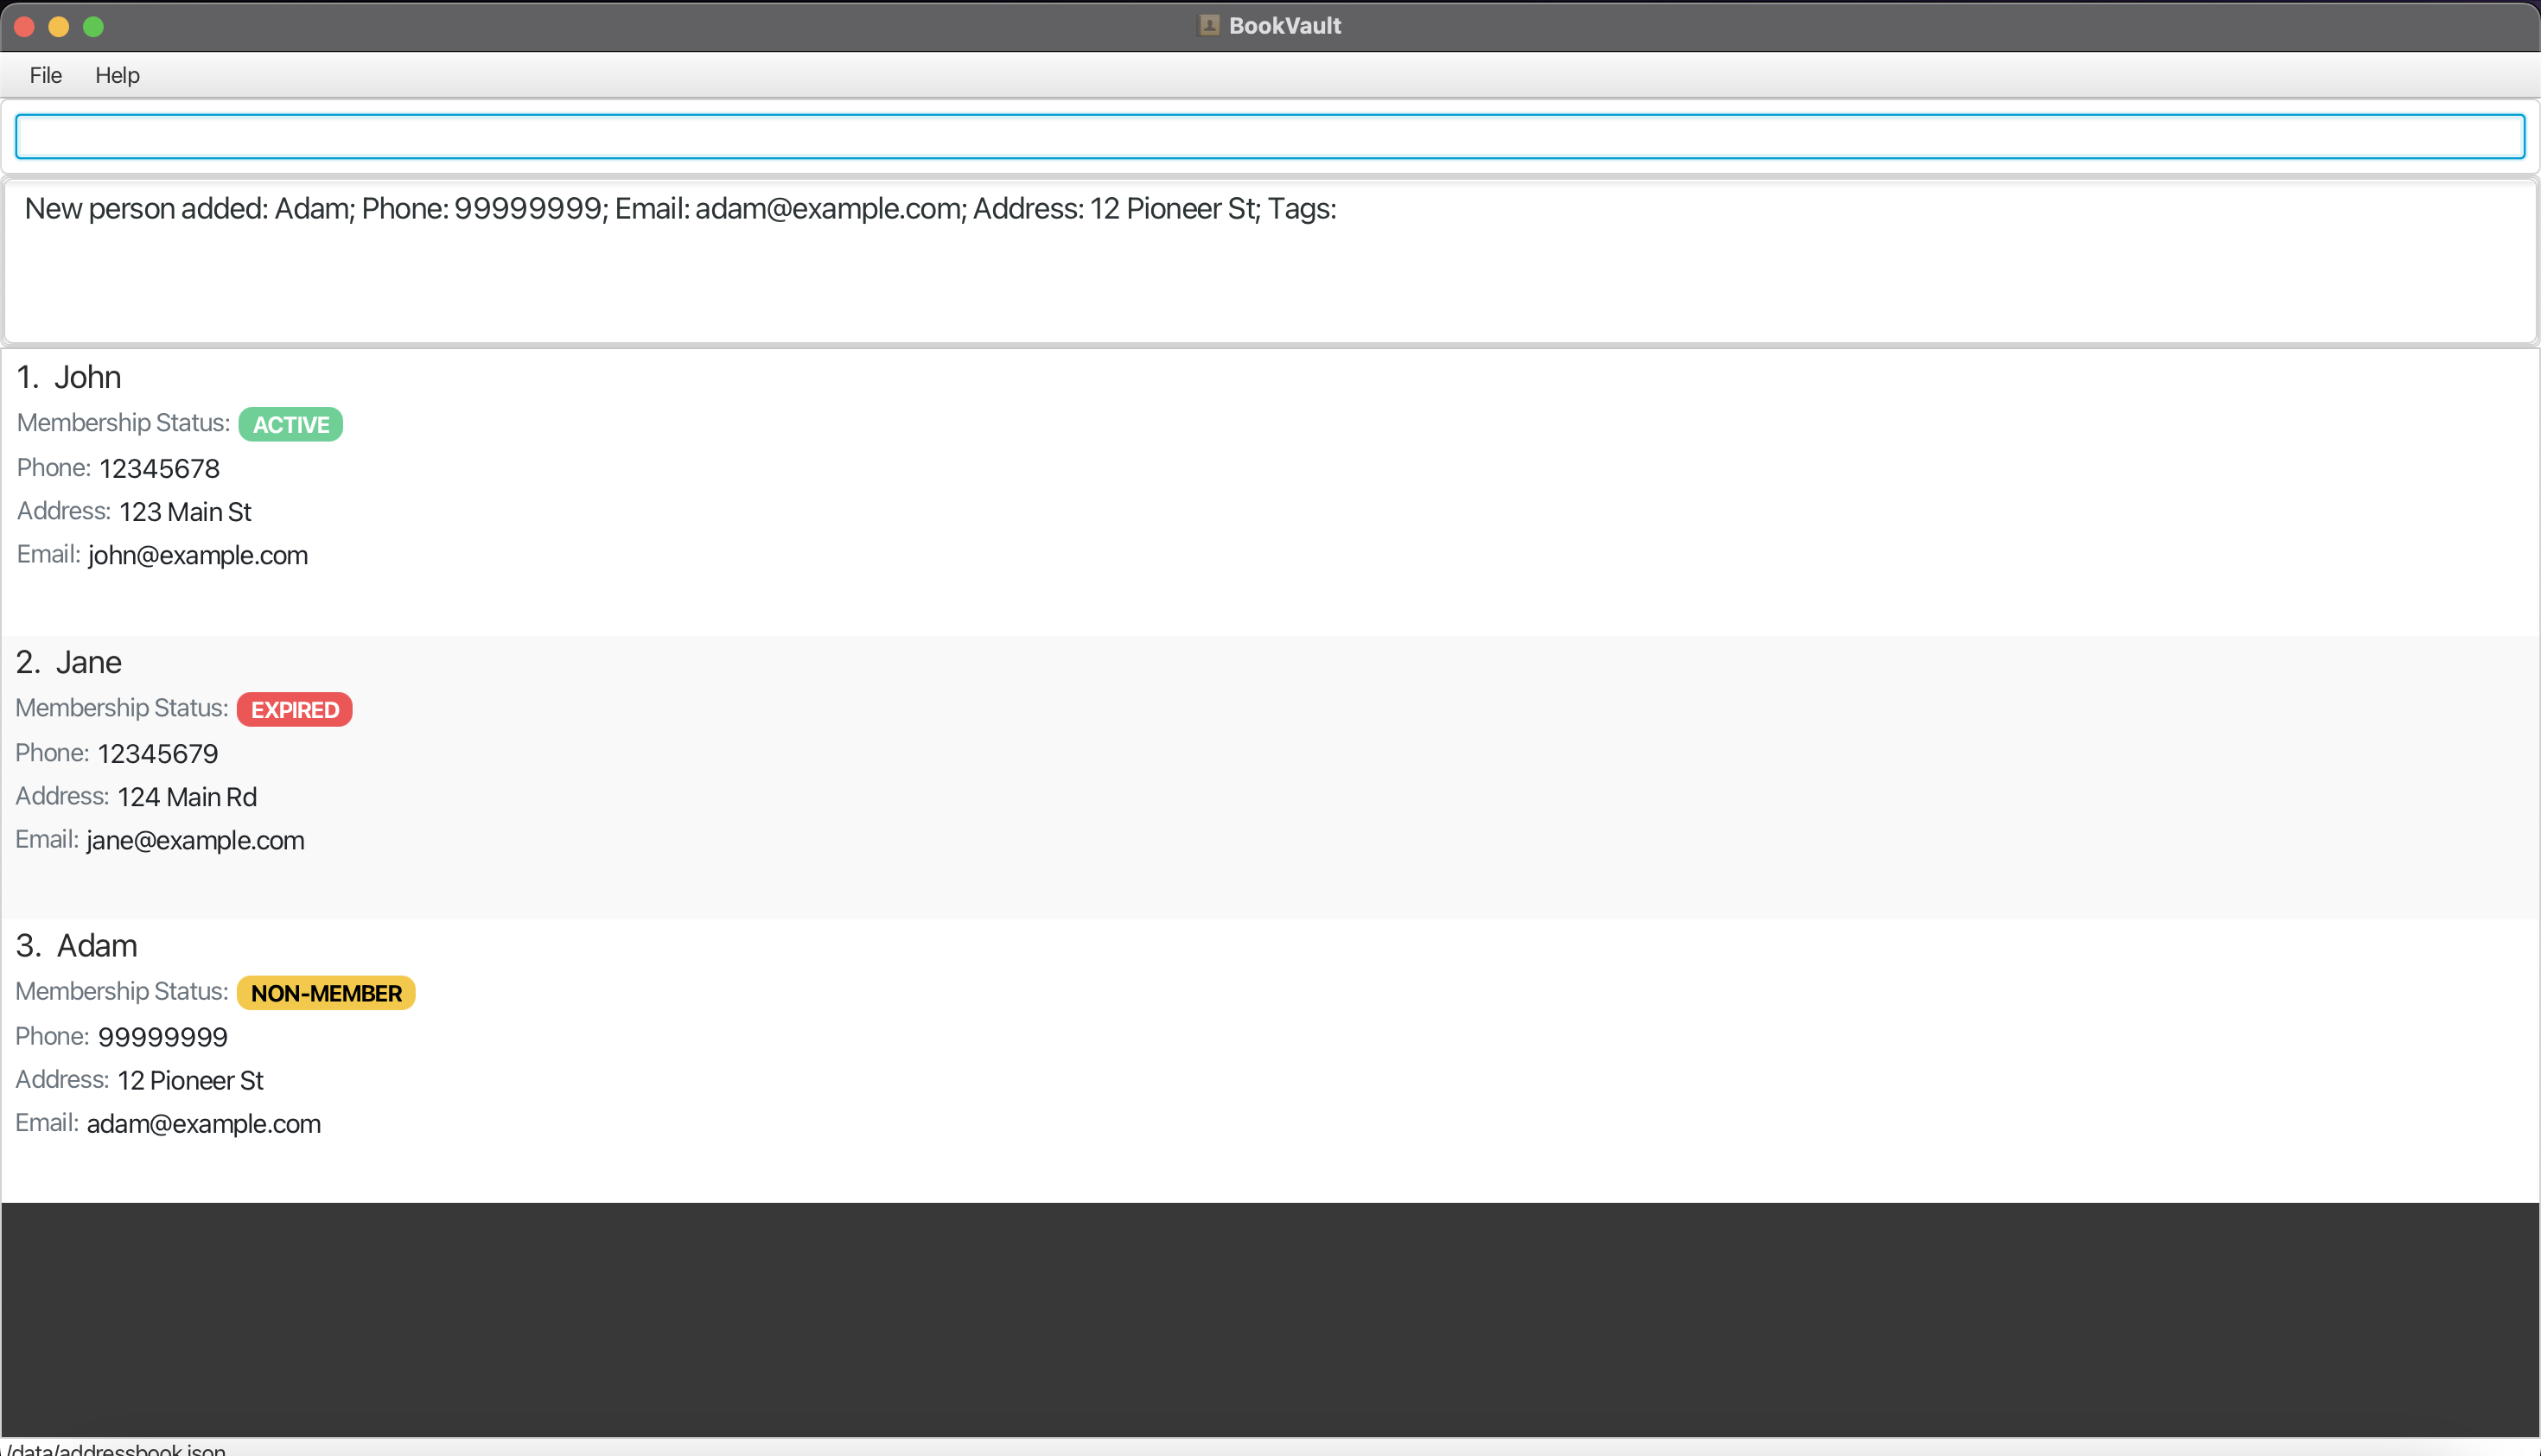 BookVault
File Help
New person added: Adam; Phone: 99999999; Email: adam@example.com; Address: 12 Pioneer St; Tags:
1. John
Membership Status: ACTIVE
Phone: 12345678
Address: 123 Main St
Email: john@example.com
2. Jane
Membership Status: EXPIRED
Phone: 12345679
Address: 124 Main Rd
Email: jane@example.com
3. Adam
Membership Status: NON-MEMBER
Phone: 99999999
Address: 12 Pioneer St
Email: adam@example.com
/data/addressbook.json